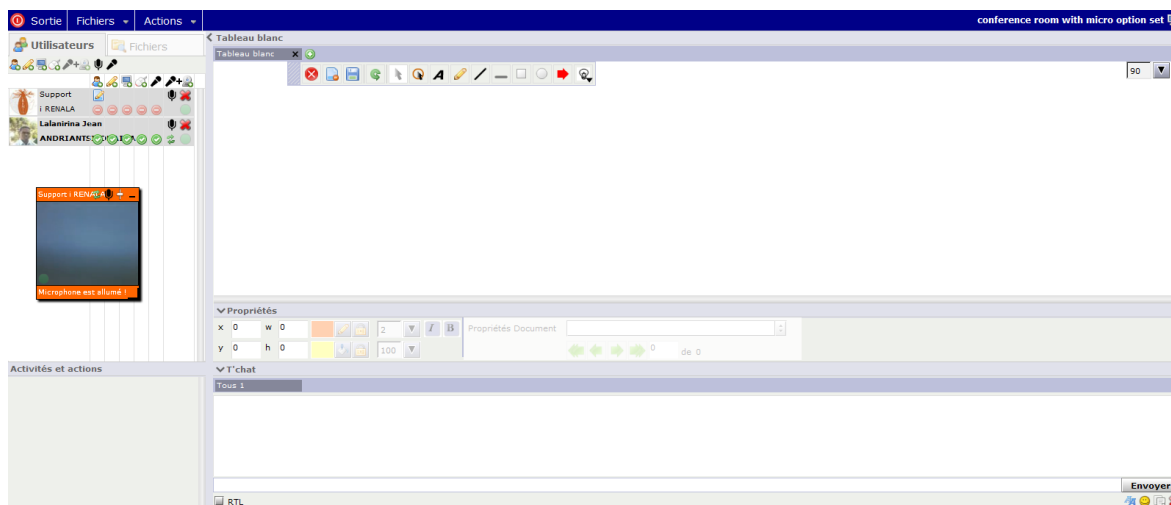 Sortie Fichiers Actions conference room with micro option set
Utilisateurs Fichiers
Tableau blanc
Tableau blanc
90
Support
i RENALA
Lalanirina Jean
Support i RENALA
Microphone est allumé !
Propriétés
x 0 w 0 2 I B Propriétés Document
y 0 h 0 100 0 de 0
Activités et actions
T'chat
Tous 1
Envoyer
RTL